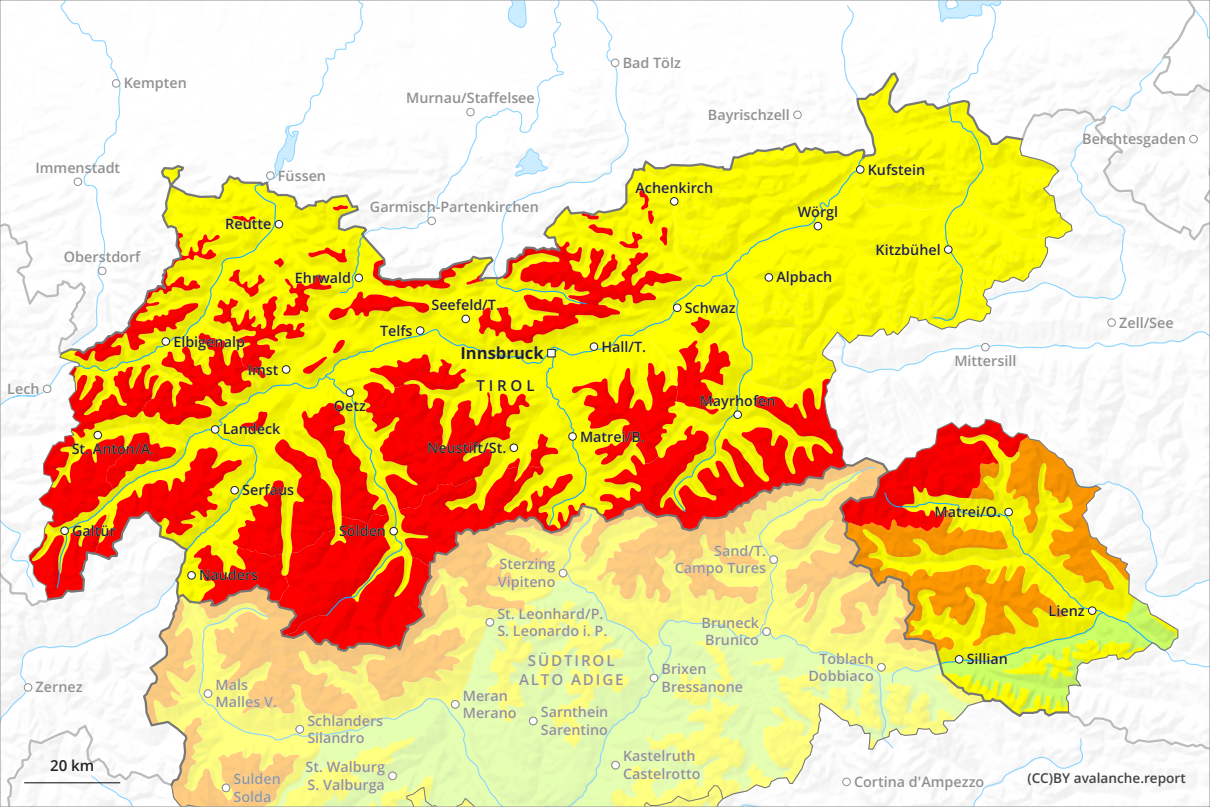 Bad Tölz
Kempten
Murnau/Staffelsee
Bayrischzell
Berchtesgaden
Immenstadt
Füssen
Kufstein
Achenkirch
Garmisch-Partenkirchen
Wörgl
Reutte
Kitzbühel
Oberstdorf
Ehrwald
Alpbach
Seefeld/T.
Schwaz
Zell/See
Telfs
Elbigenalp
Innsbruck
Hall/T.
Mittersill
Imst
TIROL
Lech
Oetz
Mayrhofen
Landeck
Matrei/B.
St. Anton/A.
Neustift/St.
Serfaus
Matrei/O.
Galtür
Sölden
Sterzing
Vipiteno
Sand/T.
Campo Tures
Nauders
St. Leonhard/P.
S. Leonardo i. P.
Lienz
Bruneck
Brunico
SÜDTIROL
ALTO ADIGE
Toblach
Dobbiaco
Sillian
Brixen
Bressanone
Zernez
Mals
Malles V.
Meran
Merano
Sarnthein
Sarentino
Schlanders
Silandro
Kastelruth
Castelrotto
St. Walburg
S. Valburga
Sulden
Solda
20 km
Cortina d'Ampezzo
(CC)BY avalanche.report